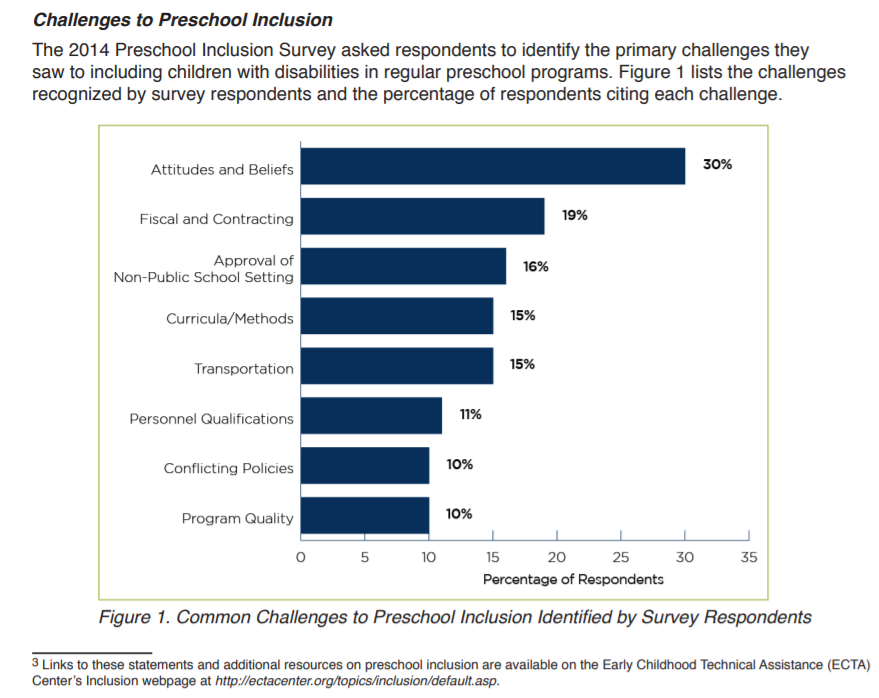 Challenges to Preschool Inclusion
The 2014 Preschool Inclusion Survey asked respondents to identify the primary challenges they
saw to including children with disabilities in regular preschool programs. Figure 1 lists the challenges
recognized by survey respondents and the percentage of respondents citing each challenge.
Attitudes and Beliefs 30%
Fiscal and Contracting 19%
Approval of
Non-Public School Setting 16%
Curricula/Methods 15%
Transportation 15%
Personnel Qualifications 11%
Conflicting Policies 10%
Program Quality 10%
0 5 10 15 20 25 30 35
Percentage of Respondents
Figure 1. Common Challenges to Preschool Inclusion Identified by Survey Respondents
3 Links to these statements and additional resources on preschool inclusion are available on the Early Childhood Technical Assistance (ECTA)
Center's Inclusion webpage at http://ectacenter.org/topics/inclusion/default.asp.